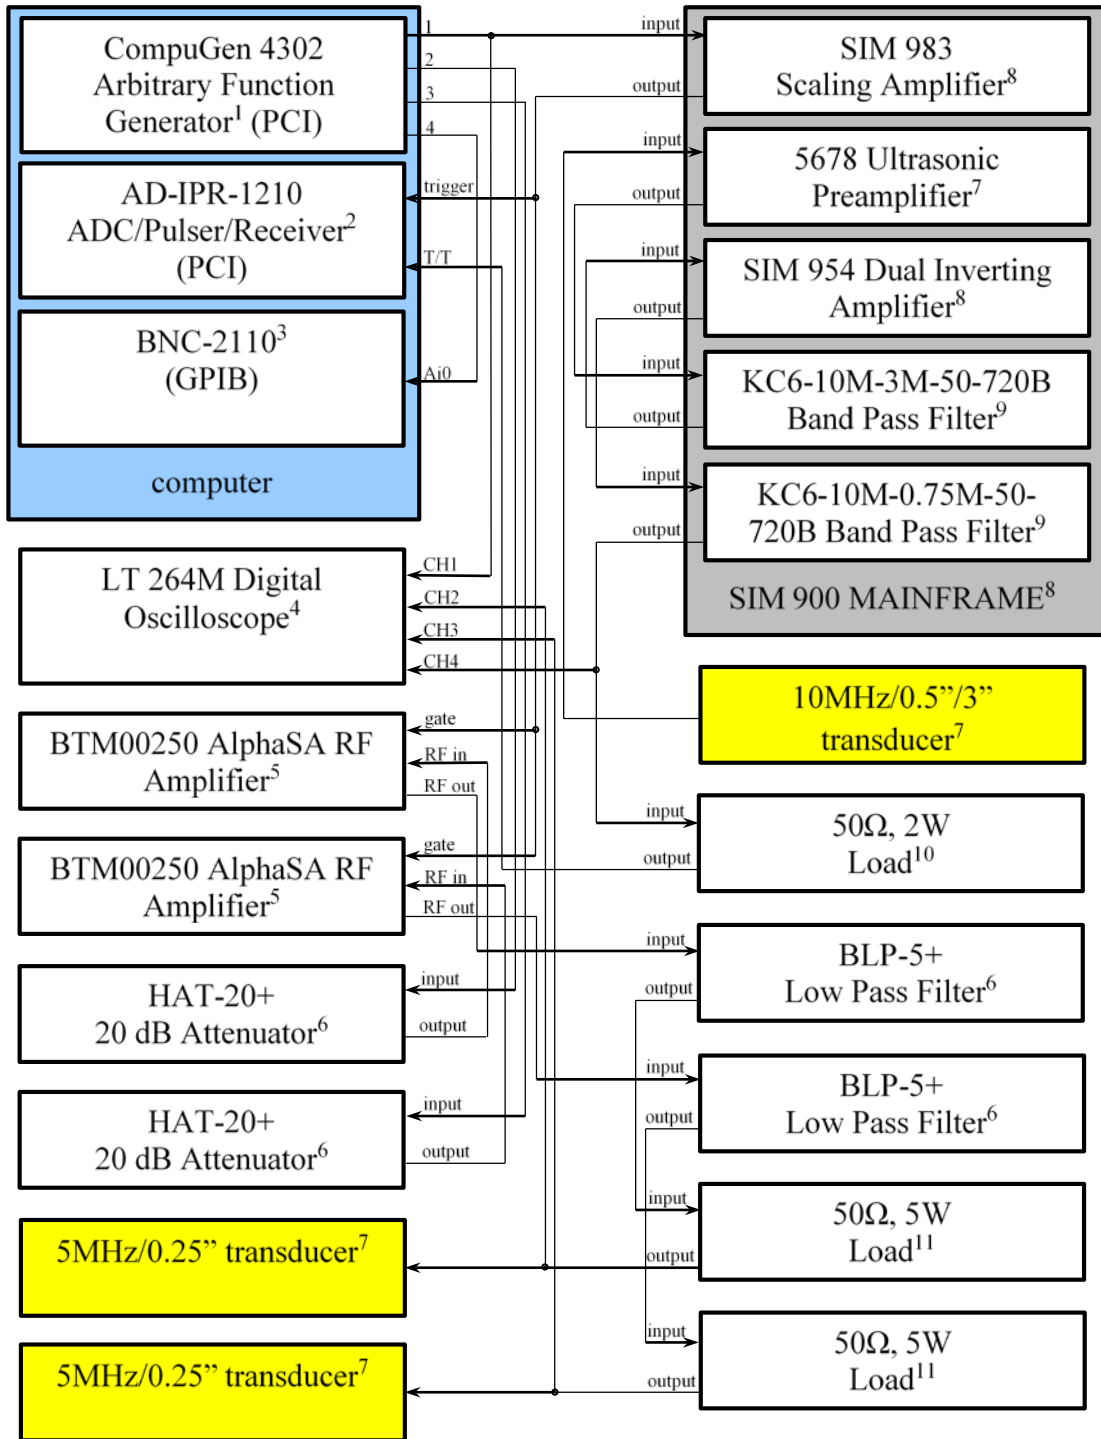 CompuGen 4302
Arbitrary Function
Generator¹ (PCI)
1
2
3
4
AD-IPR-1210
ADC/Pulser/Receiver²
(PCI)
trigger
T/T
BNC-2110³
(GPIB)
Ai0
computer
LT 264M Digital
Oscilloscope⁴
CH1
CH2
CH3
CH4
BTM00250 AlphaSA RF
Amplifier⁵
gate
RF in
RF out
BTM00250 AlphaSA RF
Amplifier⁵
gate
RF in
RF out
HAT-20+
20 dB Attenuator⁶
input
output
HAT-20+
20 dB Attenuator⁶
input
output
5MHz/0.25” transducer⁷
5MHz/0.25” transducer⁷
input
output
SIM 983
Scaling Amplifier⁸
input
output
5678 Ultrasonic
Preamplifier⁷
input
output
SIM 954 Dual Inverting
Amplifier⁸
input
output
KC6-10M-3M-50-720B
Band Pass Filter⁹
input
output
KC6-10M-0.75M-50-
720B Band Pass Filter⁹
SIM 900 MAINFRAME⁸
10MHz/0.5”/3”
transducer⁷
input
output
50Ω, 2W
Load¹⁰
input
output
BLP-5+
Low Pass Filter⁶
input
output
BLP-5+
Low Pass Filter⁶
input
output
50Ω, 5W
Load¹¹
input
output
50Ω, 5W
Load¹¹